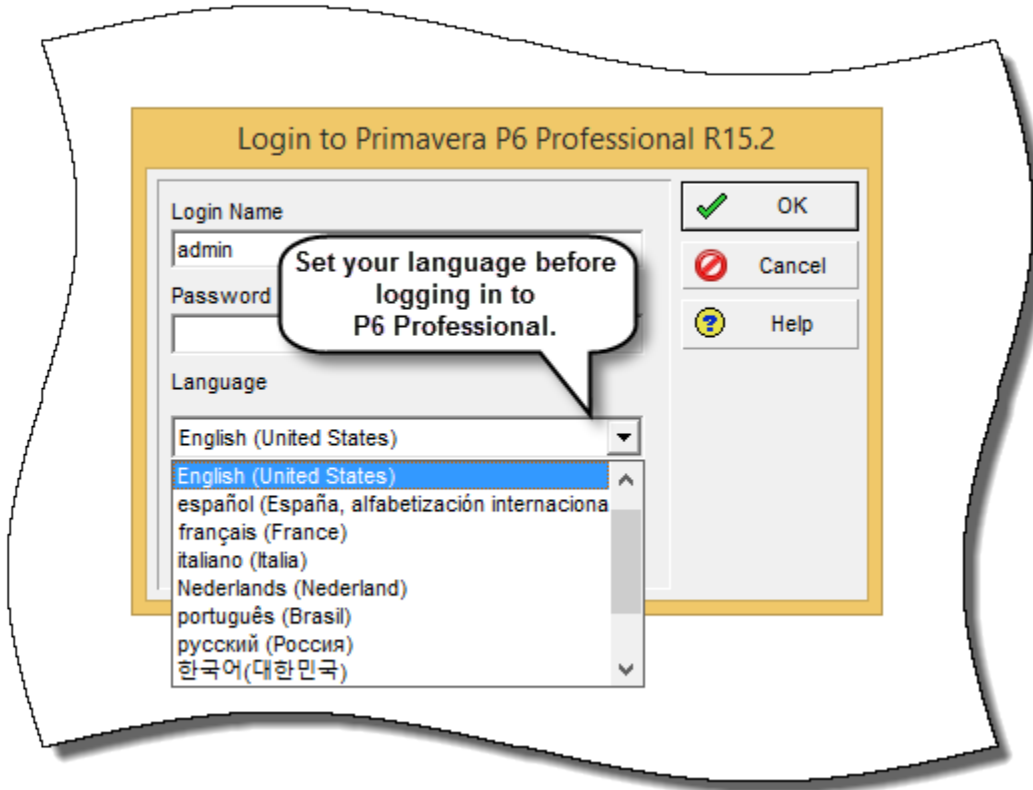 Login to Primavera P6 Professional R15.2
Login Name
admin
Password
Set your language before
logging in to
P6 Professional.
Language
English (United States)
English (United States)
español (España, alfabetización internaciona
français (France)
italiano (Italia)
Nederlands (Nederland)
português (Brasil)
русский (Россия)
한국어(대한민국)
OK
Cancel
Help